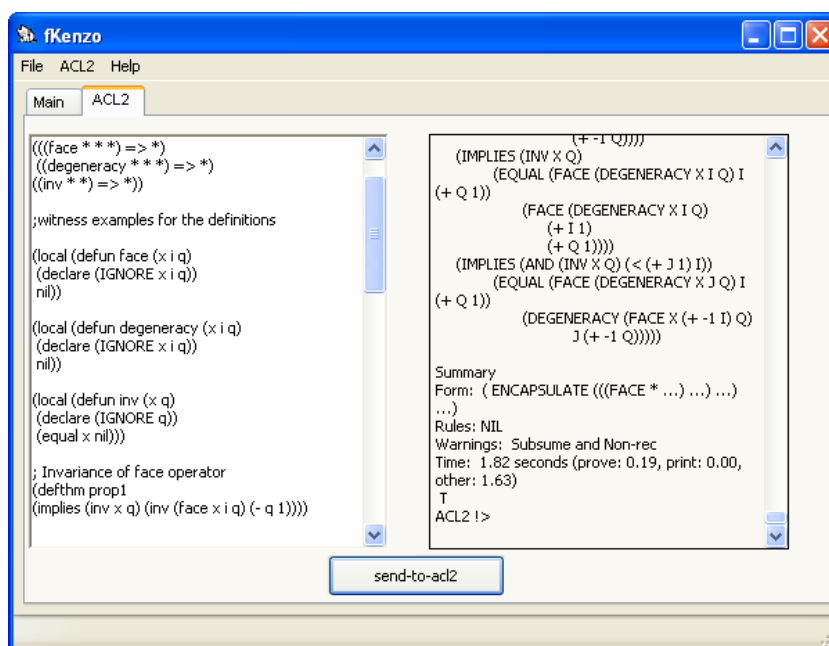 fKenzo
File ACL2 Help
Main ACL2
(((face * * *) => *)
((degeneracy * * *) => *)
((inv * *) => *))
;witness examples for the definitions
(local (defun face (x i q)
(declare (IGNORE x i q))
nil))
(local (defun degeneracy (x i q)
(declare (IGNORE x i q))
nil))
(local (defun inv (x q)
(declare (IGNORE q))
(equal x nil)))
; Invariance of face operator
(defthm prop1
(implies (inv x q) (inv (face x i q) (- q 1))))
(+ -1 Q))))
(IMPLIES (INV X Q)
(EQUAL (FACE (DEGENERACY X I Q) I
(+ Q 1))
(FACE (DEGENERACY X I Q)
(+ I 1)
(+ Q 1))))
(IMPLIES (AND (INV X Q) (< (+ J 1) I))
(EQUAL (FACE (DEGENERACY X J Q) I
(+ Q 1))
(DEGENERACY (FACE X (+ -1 I) Q)
J (+ -1 Q)))))
Summary
Form: ( ENCAPSULATE (((FACE * ...) ...) ...)
...)
Rules: NIL
Warnings: Subsume and Non-rec
Time: 1.82 seconds (prove: 0.19, print: 0.00,
other: 1.63)
T
ACL2 !>
send-to-acl2